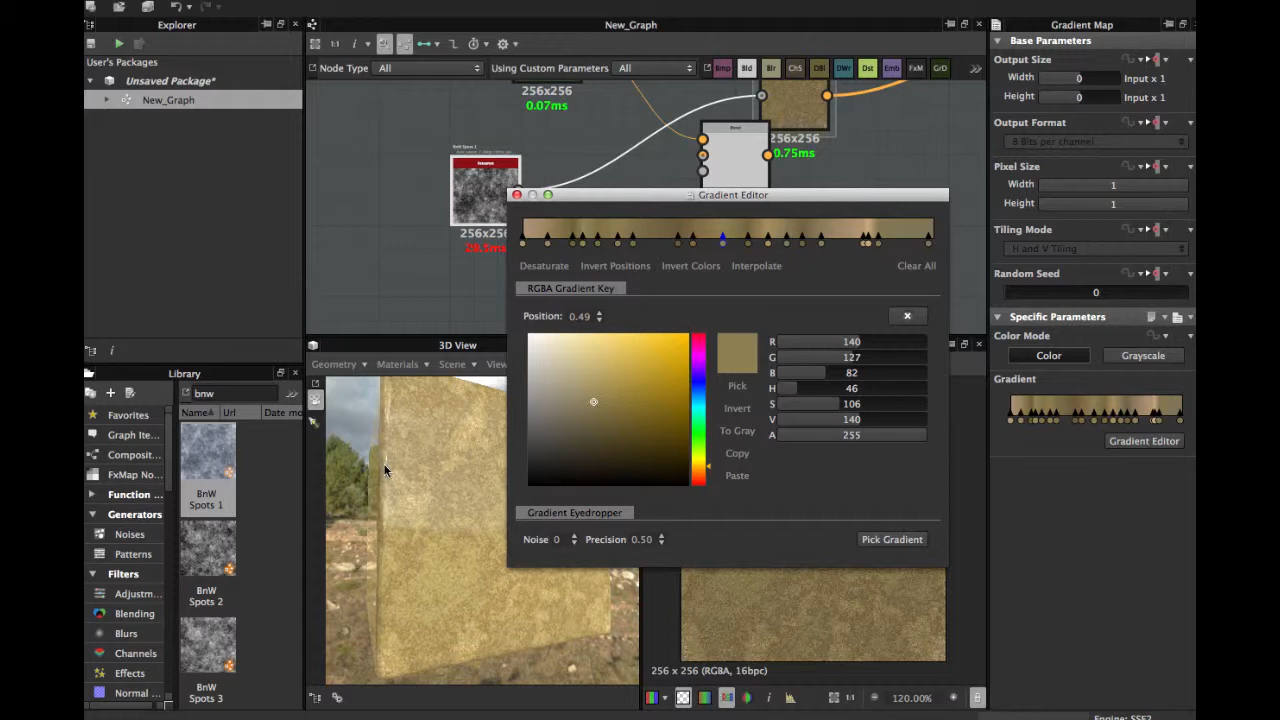 Explorer
User's Packages
Unsaved Package*
New_Graph
New_Graph
1:1
Node Type All Using Custom Parameters All Bmp Bld Blr ChS DBl DWr Dst Emb FxM GrD
256x256
0.07ms
BnW Spots 1
256x256
Blend
256x256
0.75ms
Gradient Editor
Desaturate Invert Positions Invert Colors Interpolate Clear All
RGBA Gradient Key
Position: 0.49
R 140
G 127
B 82
H 46
S 106
V 140
A 255
Pick
Invert
To Gray
Copy
Paste
Gradient Eyedropper
Noise 0 Precision 0.50 Pick Gradient
3D View
Geometry Materials Scene View
256 x 256 (RGBA, 16bpc)
1:1 120.00%
Library
bnw
Name Url Date mo
Favorites
Graph Ite...
Composit...
FxMap No...
Function ...
Generators
Noises
Patterns
Filters
Adjustm...
Blending
Blurs
Channels
Effects
Normal ...
BnW
Spots 1
BnW
Spots 2
BnW
Spots 3
Gradient Map
Base Parameters
Output Size
Width 0 Input x 1
Height 0 Input x 1
Output Format
8 Bits per channel
Pixel Size
Width 1
Height 1
Tiling Mode
H and V Tiling
Random Seed
0
Specific Parameters
Color Mode
Color Grayscale
Gradient
Gradient Editor